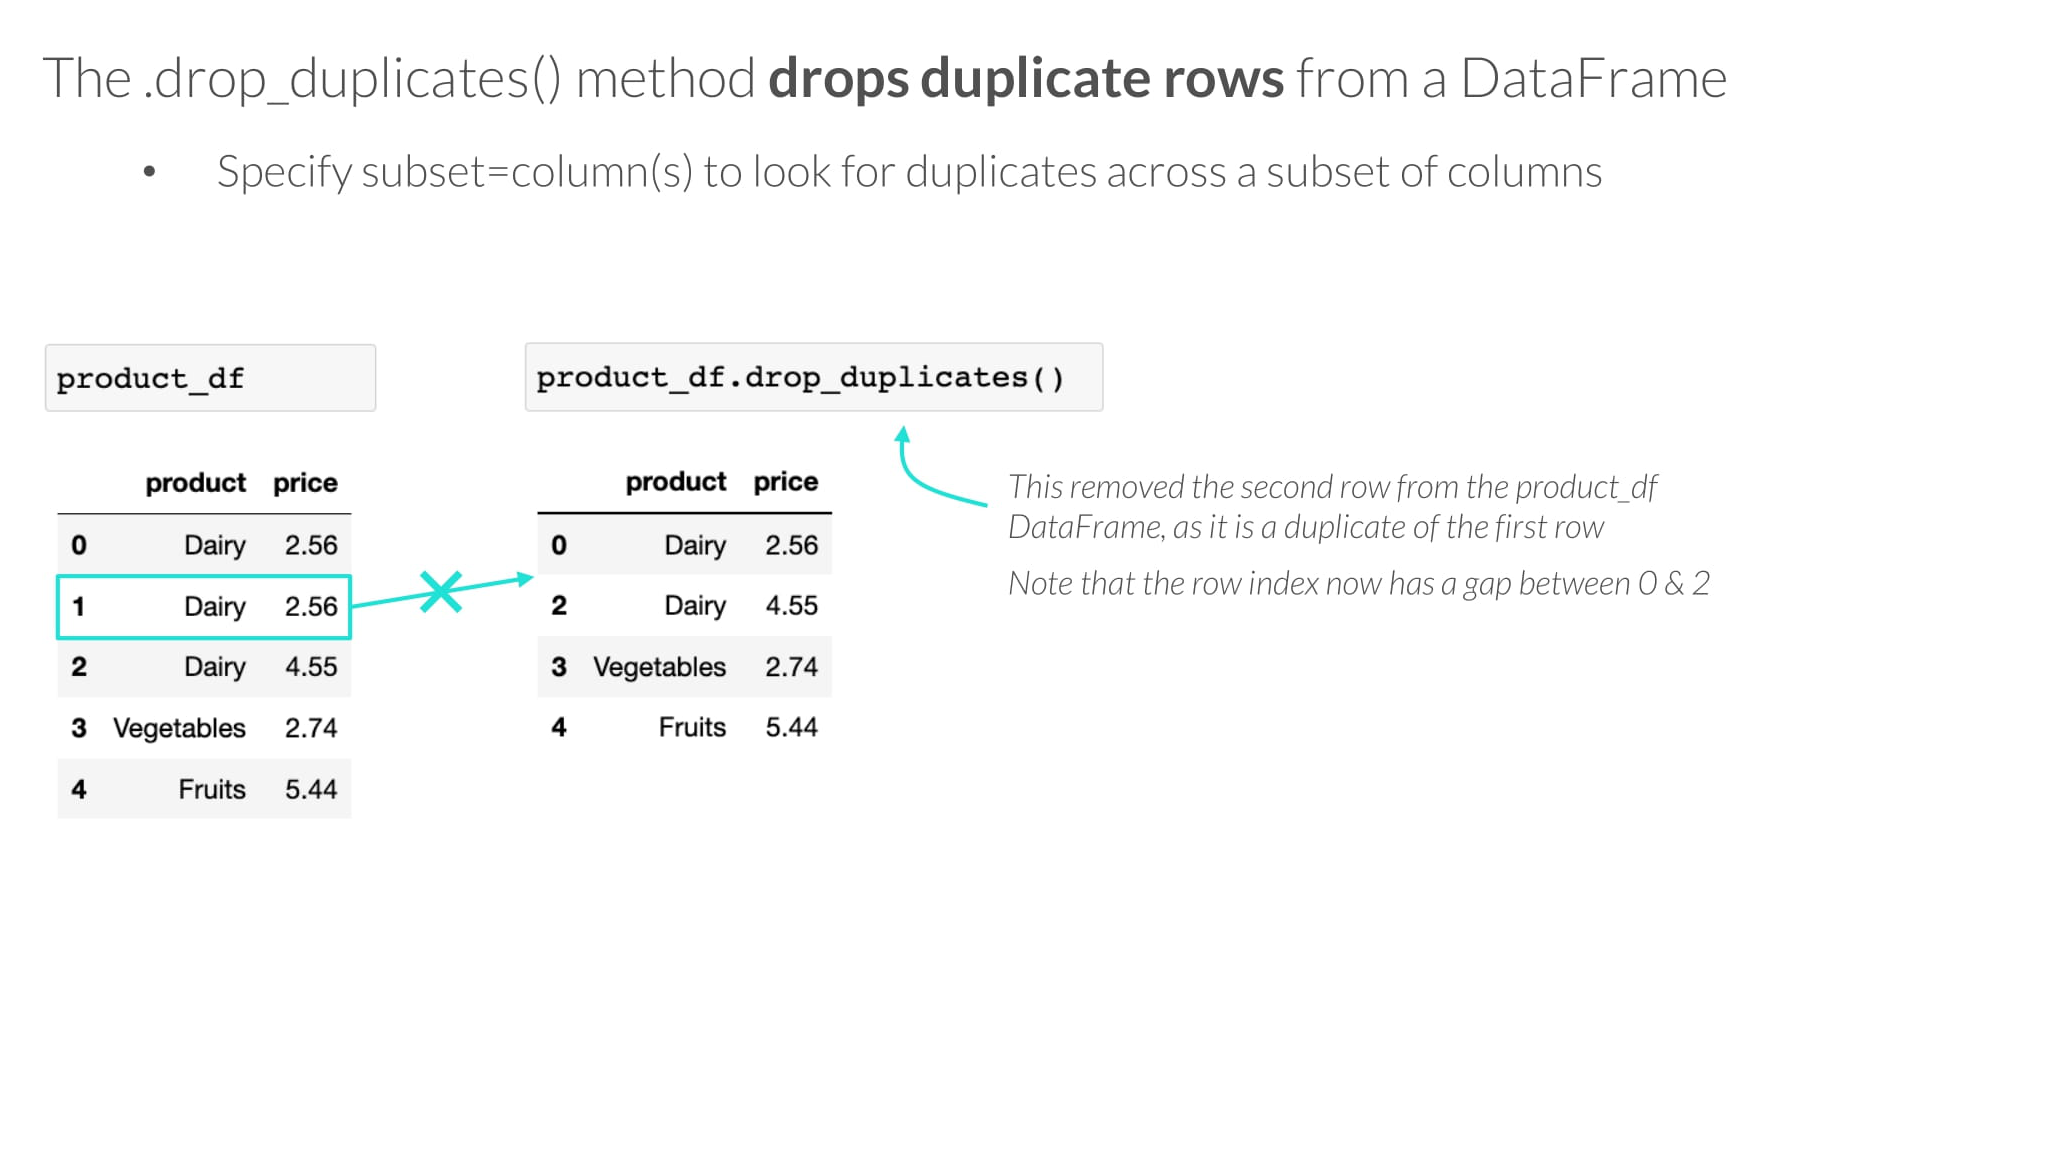 The .drop_duplicates() method drops duplicate rows from a DataFrame
• Specify subset=column(s) to look for duplicates across a subset of columns
product_df
product price
0 Dairy 2.56
1 Dairy 2.56
2 Dairy 4.55
3 Vegetables 2.74
4 Fruits 5.44
product_df.drop_duplicates()
product price
0 Dairy 2.56
2 Dairy 4.55
3 Vegetables 2.74
4 Fruits 5.44
This removed the second row from the product_df
DataFrame, as it is a duplicate of the first row
Note that the row index now has a gap between 0 & 2